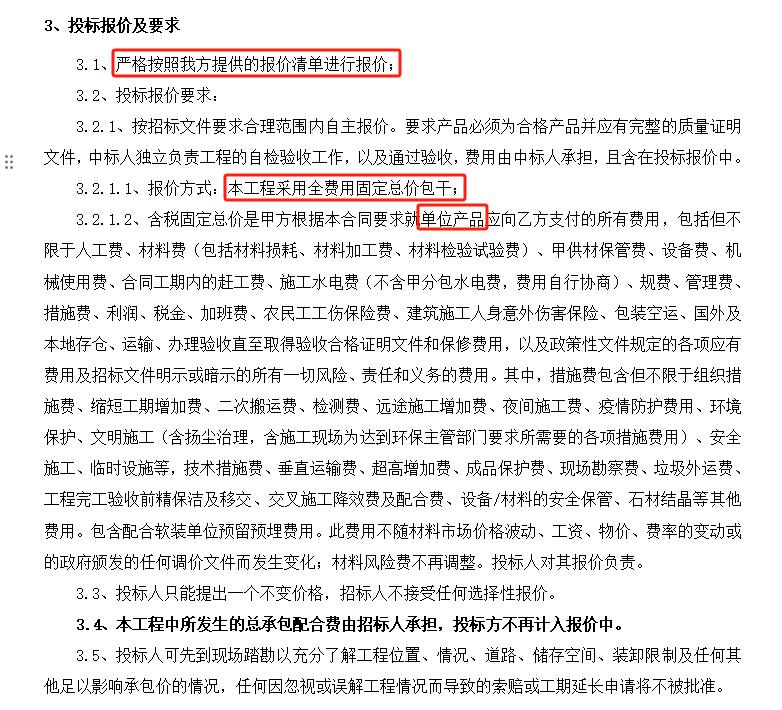 3、投标报价及要求
3.1、严格按照我方提供的报价清单进行报价；
3.2、投标报价要求：
3.2.1、按招标文件要求合理范围内自主报价。要求产品必须为合格产品并应有完整的质量证明
文件，中标人独立负责工程的自检验收工作，以及通过验收，费用由中标人承担，且含在投标报价中。
3.2.1.1、报价方式：本工程采用全费用固定总价包干；
3.2.1.2、含税固定总价是甲方根据本合同要求就单位产品应向乙方支付的所有费用，包括但不
限于人工费、材料费（包括材料损耗、材料加工费、材料检验试验费）、甲供材保管费、设备费、机
械使用费、合同工期内的赶工费、施工水电费（不含甲分包水电费，费用自行协商）、规费、管理费、
措施费、利润、税金、加班费、农民工工伤保险费、建筑施工人身意外伤害保险、包装空运、国外及
本地存仓、运输、办理验收直至取得验收合格证明文件和保修费用，以及政策性文件规定的各项应有
费用及招标文件明示或暗示的所有一切风险、责任和义务的费用。其中，措施费包含但不限于组织措
施费、缩短工期增加费、二次搬运费、检测费、远途施工增加费、夜间施工费、疫情防护费用、环境
保护、文明施工（含扬尘治理，含施工现场为达到环保主管部门要求所需要的各项措施费用）、安全
施工、临时设施等，技术措施费、垂直运输费、超高增加费、成品保护费、现场勘察费、垃圾外运费、
工程完工验收前精保洁及移交、交叉施工降效费及配合费、设备/材料的安全保管、石材结晶等其他
费用。包含配合软装单位预留预埋费用。此费用不随材料市场价格波动、工资、物价、费率的变动或
的政府颁发的任何调价文件而发生变化；材料风险费不再调整。投标人对其报价负责。
3.3、投标人只能提出一个不变价格，招标人不接受任何选择性报价。
3.4、本工程中所发生的总承包配合费由招标人承担，投标方不再计入报价中。
3.5、投标人可先到现场踏勘以充分了解工程位置、情况、道路、储存空间、装卸限制及任何其
他足以影响承包价的情况，任何因忽视或误解工程情况而导致的索赔或工期延长申请将不被批准。